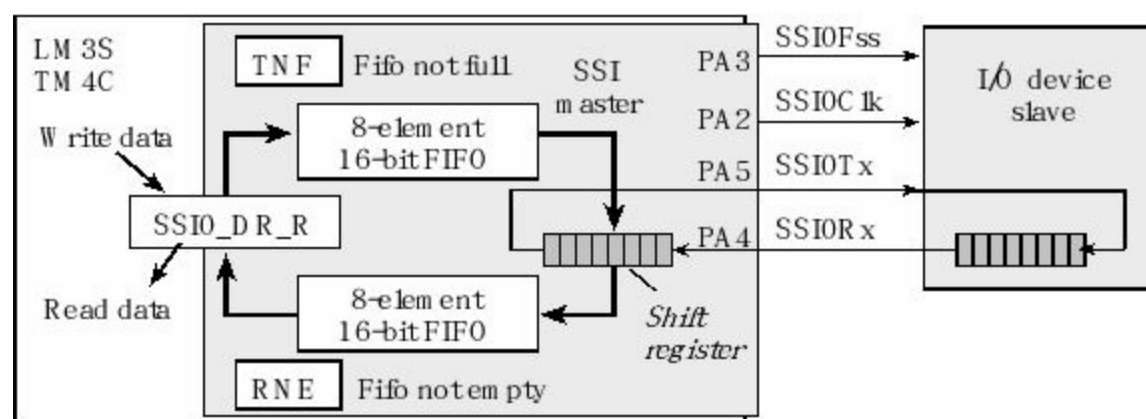 LM3S
TM4C
TNF
Fifo not full
SSI
master
PA3
SSI0Fss
I/O device
slave
PA2
SSI0Clk
Write data
8-element
16-bit FIFO
PA5
SSI0Tx
SSI0_DR_R
PA4
SSI0Rx
Read data
8-element
16-bit FIFO
Shift
register
RNE
Fifo not empty